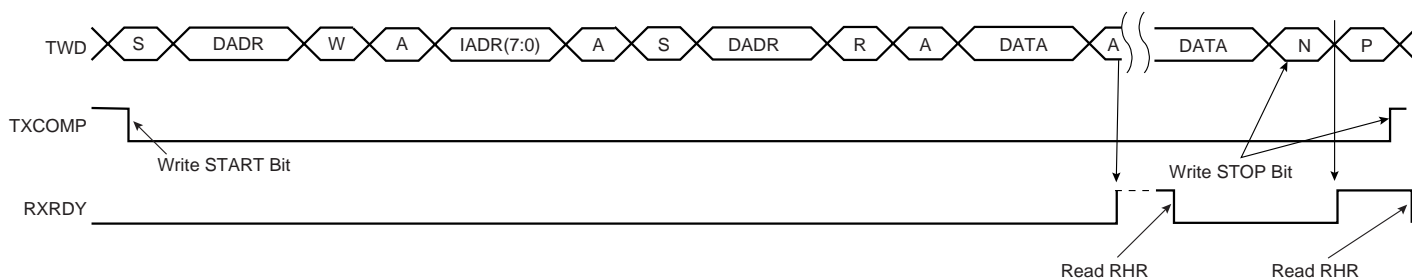 TWD S DADR W A IADR(7:0) A S DADR R A DATA A DATA N P
TXCOMP
Write START Bit Write STOP Bit
RXRDY
Read RHR Read RHR